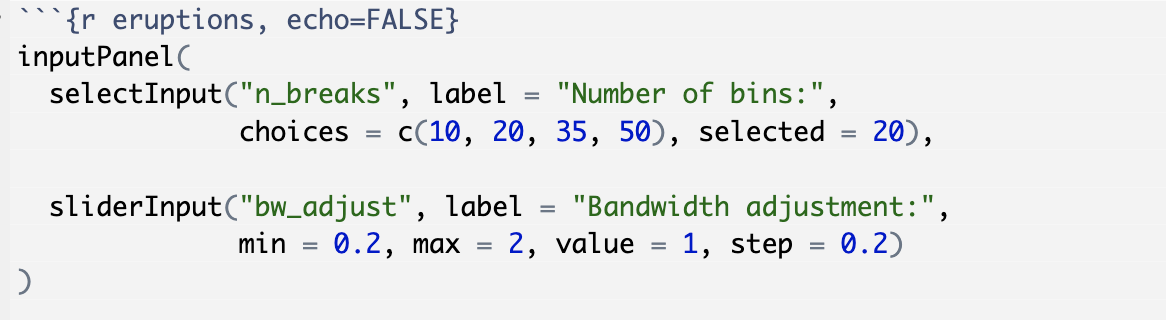 ```{r eruptions, echo=FALSE}
inputPanel(
  selectInput("n_breaks", label = "Number of bins:",
              choices = c(10, 20, 35, 50), selected = 20),

  sliderInput("bw_adjust", label = "Bandwidth adjustment:",
              min = 0.2, max = 2, value = 1, step = 0.2)
)